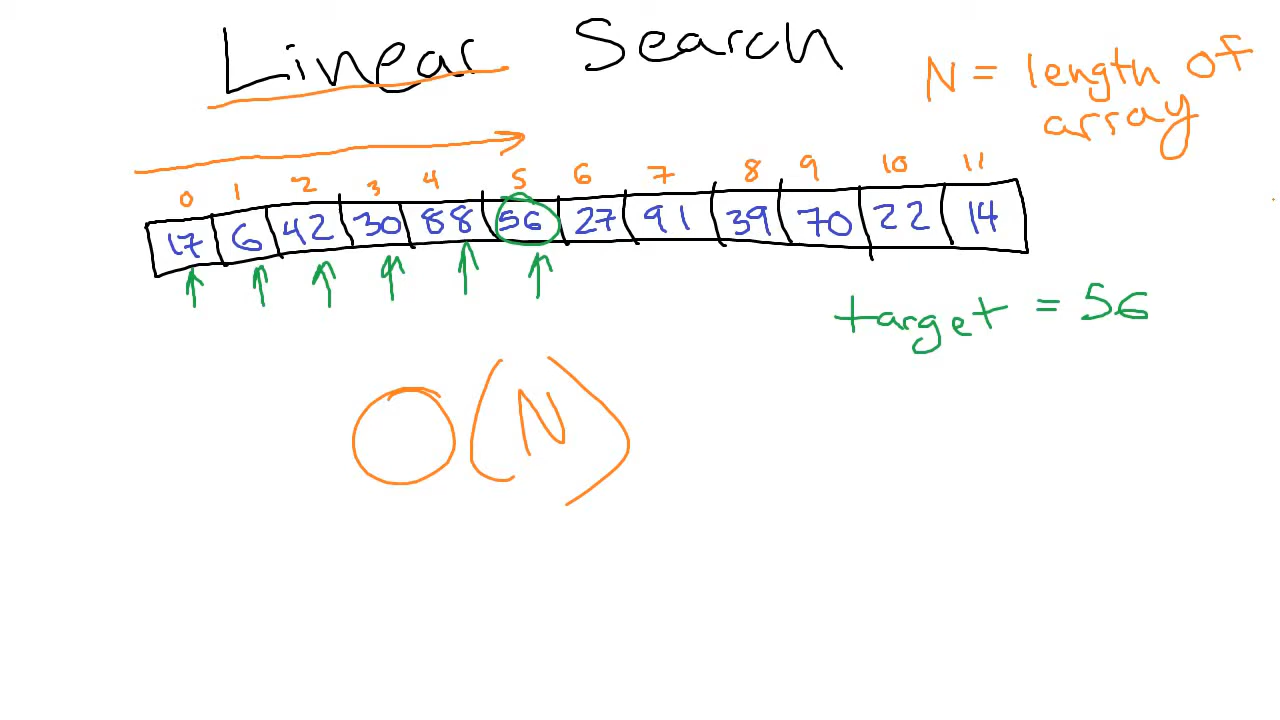 Linear Search
N = length of
array
0 1 2 3 4 5 6 7 8 9 10 11
17 6 42 30 88 56 27 91 39 70 22 14
target = 56
O(N)